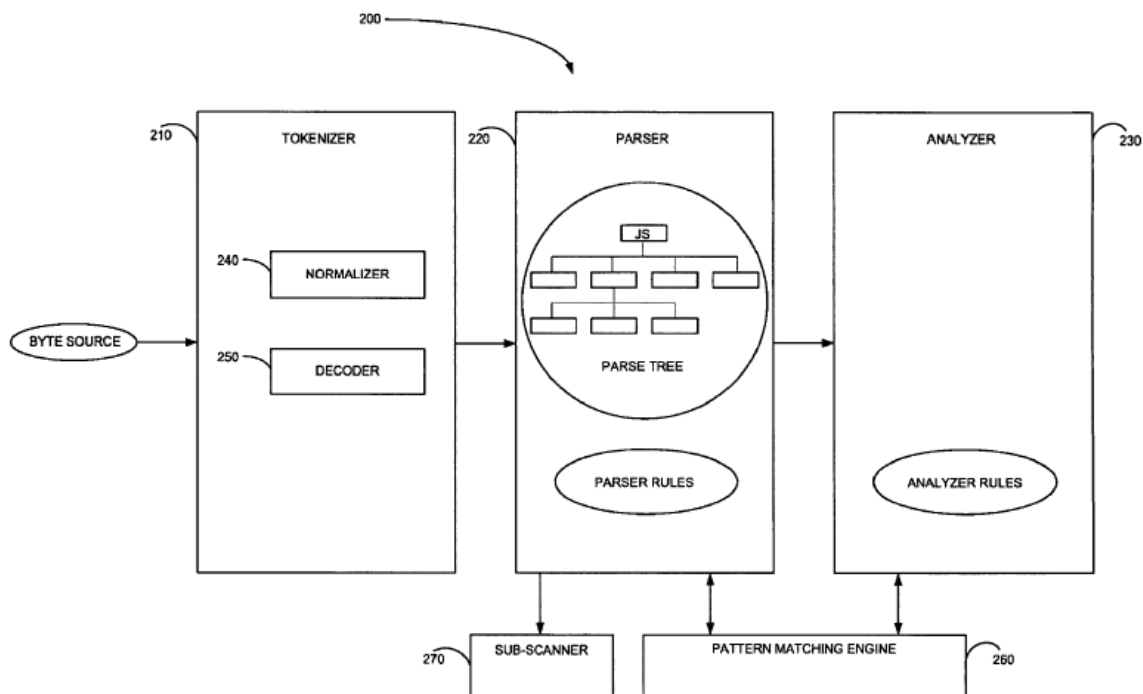 200
210
TOKENIZER
220
PARSER
ANALYZER
230
JS
240
NORMALIZER
BYTE SOURCE
250
DECODER
PARSE TREE
PARSER RULES
ANALYZER RULES
270
SUB-SCANNER
PATTERN MATCHING ENGINE
260